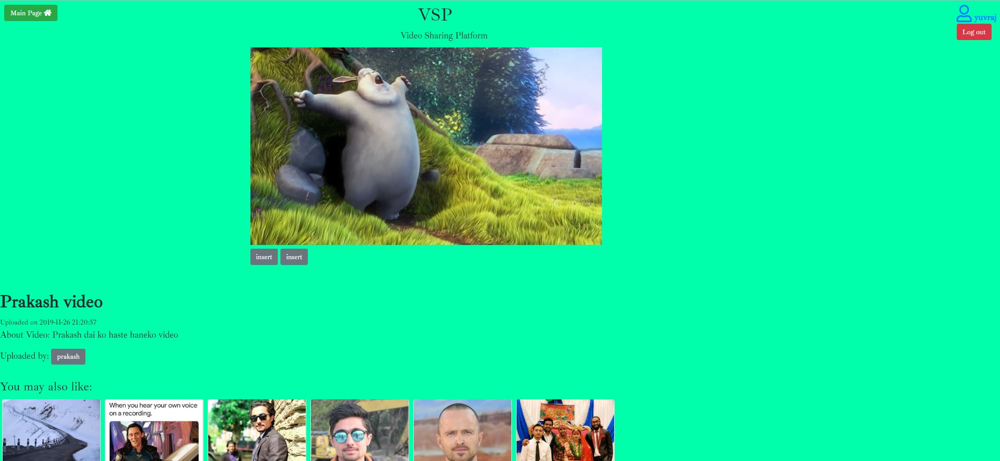 Main Page
VSP
yuvraj
Video Sharing Platform
Log out
insert insert
Prakash video
Uploaded on 2019-11-26 21:20:57
About Video: Prakash dai ko haste haneko video
Uploaded by: prakash
You may also like:
When you hear your own voice
on a recording.